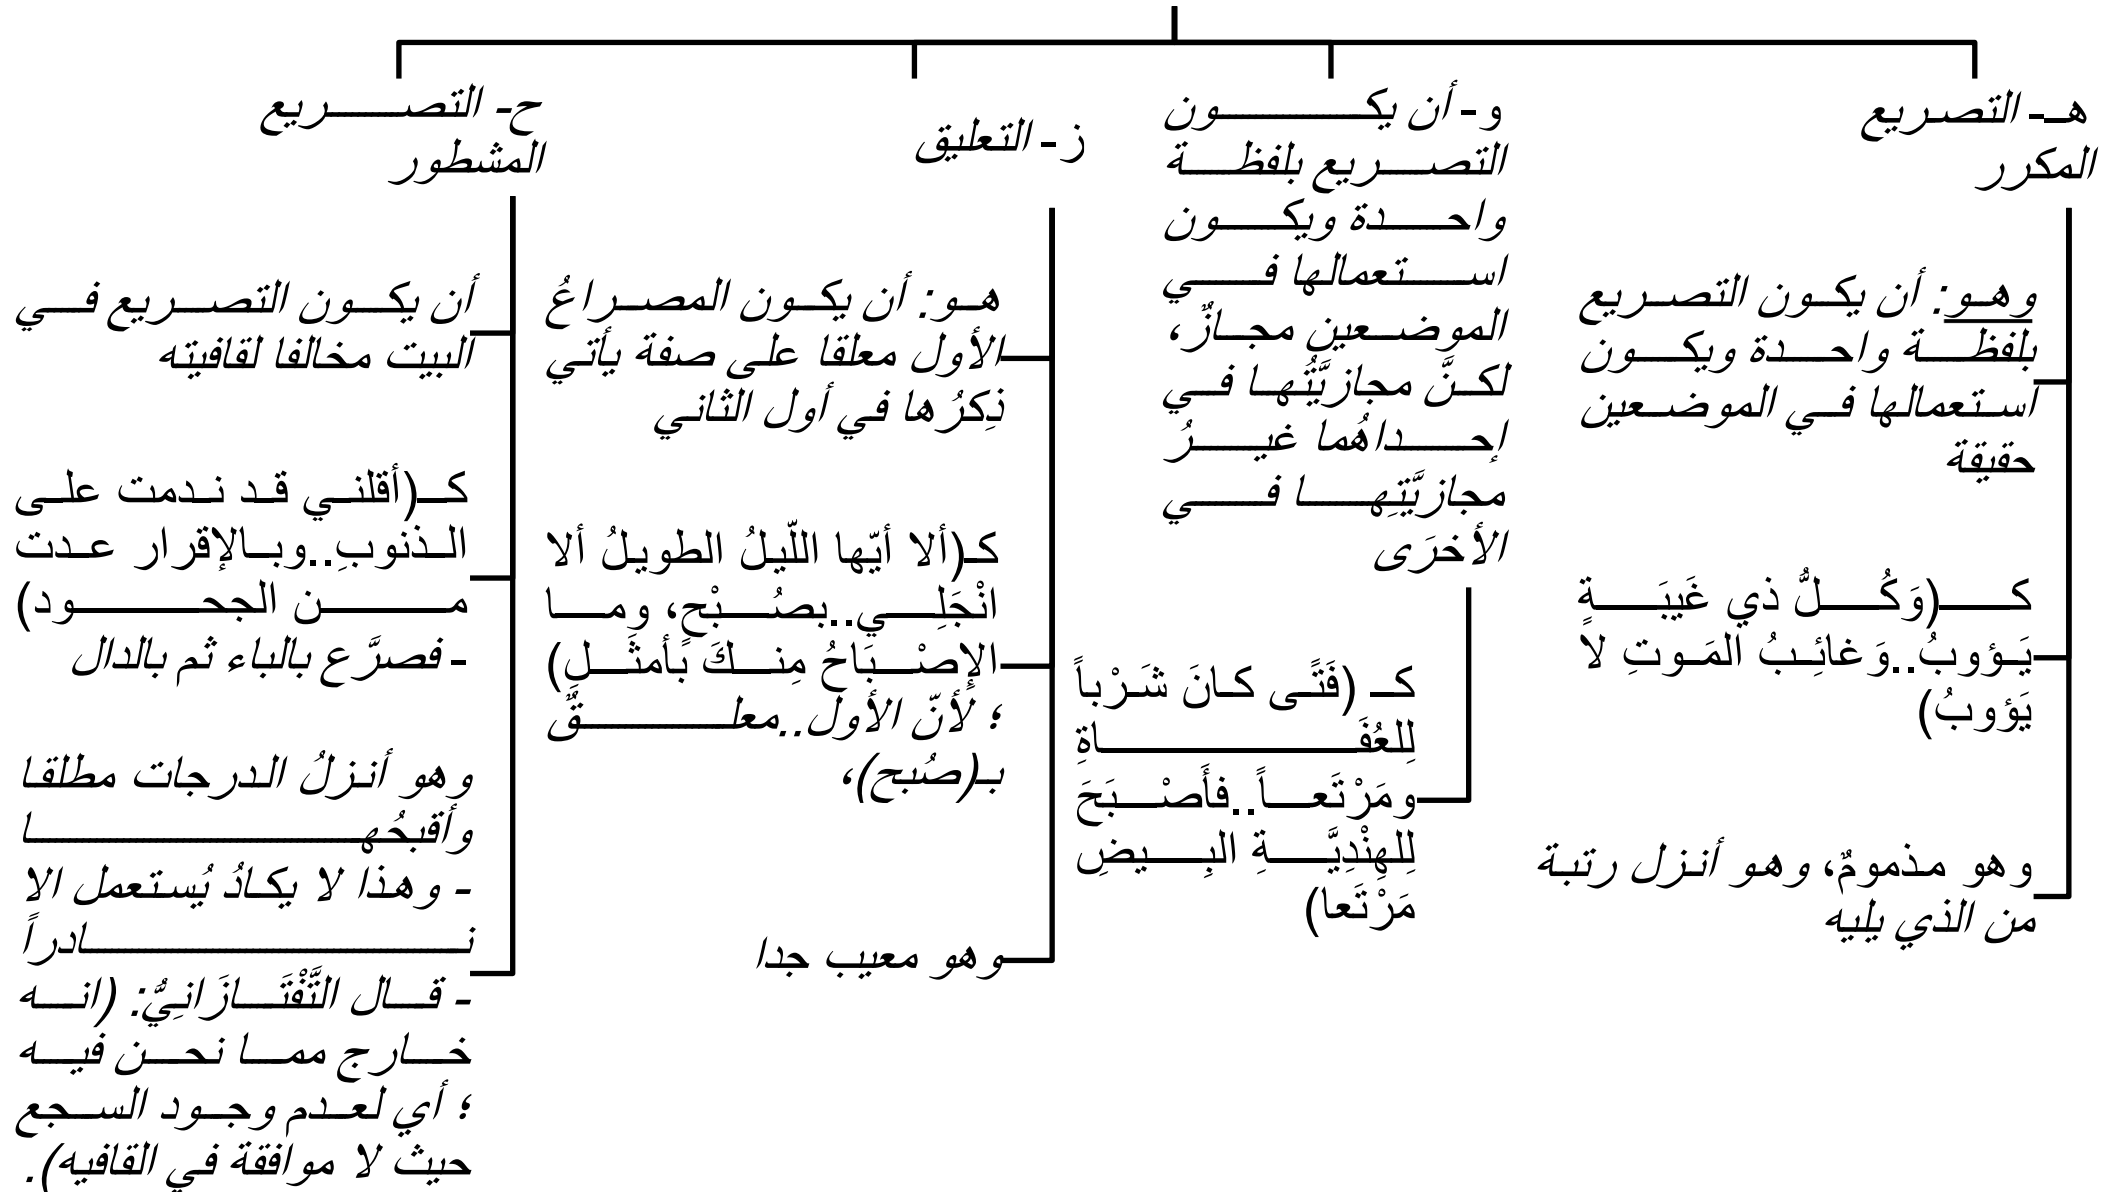 هـ- التصريع
المكرر
وهو: أن يكون التصريع
بلفظة واحدة ويكون
استعمالها في الموضعين
حقيقة
كـ(وَكُلُّ ذي غَيبَةٍ
يَؤوبُ..وَغائِبُ المَوتِ لا
يَؤوبُ)
وهو مذمومٌ، وهو أنزل رتبة
من الذي يليه
و- أن يكون
التصريع بلفظة
واحدة ويكون
استعمالها في
الموضعين مجازٌ،
لكنَّ مجازيَّتُها في
إحداهُما غيرُ
مجازيَّتِها في
الأخرَى
كـ (فَتًى كانَ شَرْباً
لِلعُفَاةِ
ومَرْتَعاً..فأَصْبَحَ
لِلهِنْدِيَّةِ البِيضِ
مَرْتَعا)
ز- التعليق
هو: أن يكون المصراعُ
الأول معلقا على صفة يأتي
ذِكرُها في أول الثاني
كـ(ألا أيّها اللّيلُ الطويلُ ألا
انْجَلِي..بصُبْح، وما
الإصْبَاحُ مِنكَ بأمثَلِ)
؛ لأنّ الأول..معلقٌ
بـ(صُبح)،
وهو معيب جدا
ح- التصريع
المشطور
أن يكون التصريع في
البيت مخالفا لقافيته
كـ(أقلني قد ندمت على
الذنوبِ..وبالإقرار عدت
من الجحود)
- فصرَّع بالباء ثم بالدال
وهو أنزلُ الدرجات مطلقا
وأقبحُها
- وهذا لا يكادُ يُستعمل الا
نادراً
- قال التَّفْتَازَانِيُّ: (انه
خارج مما نحن فيه
؛ أي لعدم وجود السجع
حيث لا موافقة في القافيه).